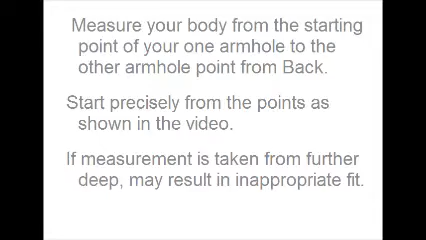 Measure your body from the starting
point of your one armhole to the
other armhole point from Back.
Start precisely from the points as
shown in the video.
If measurement is taken from further
deep, may result in inappropriate fit.